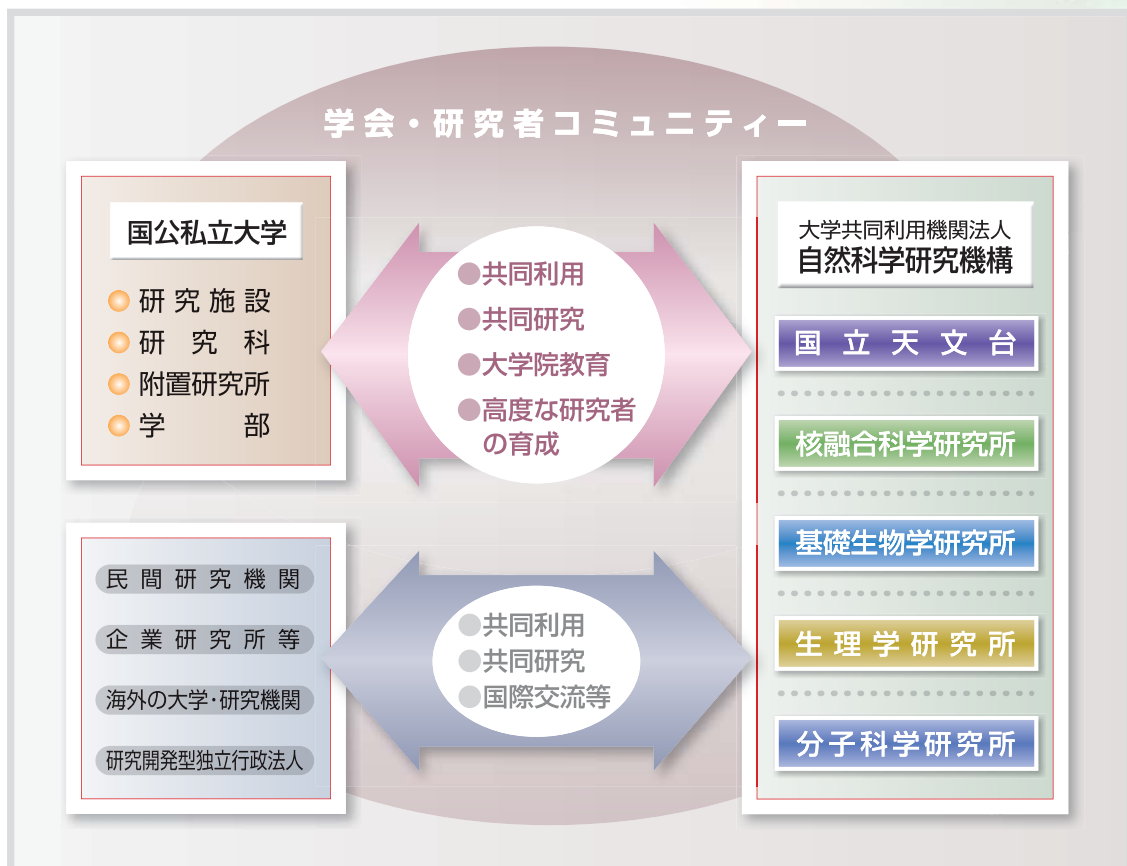 学会・研究者コミュニティー
国公私立大学
研究施設
研究科
附置研究所
学部
●共同利用
●共同研究
●大学院教育
●高度な研究者
の育成
大学共同利用機関法人
自然科学研究機構
国立天文台
核融合科学研究所
基礎生物学研究所
生理学研究所
分子科学研究所
民間研究機関
企業研究所等
海外の大学・研究機関
研究開発型独立行政法人
●共同利用
●共同研究
●国際交流等